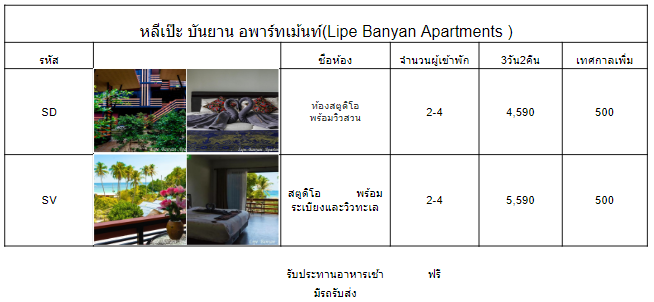 หลีเป๊ะ บันยาน อพาร์ทเม้นท์(Lipe Banyan Apartments )
รหัส ชื่อห้อง จำนวนผู้เข้าพัก 3วัน2คืน เทศกาลเพิ่ม
Lipe Banyan Apar Lipe Banyan Apar
SD ห้องสตูดิโอ 2-4 4,590 500
พร้อมวิวสวน
SV สตูดิโอ พร้อม 2-4 5,590 500
ระเบียงและวิวทะเล
Lipe Banyan Lipe Banyan
รับประทานอาหารเช้า ฟรี
มีรถรับส่ง